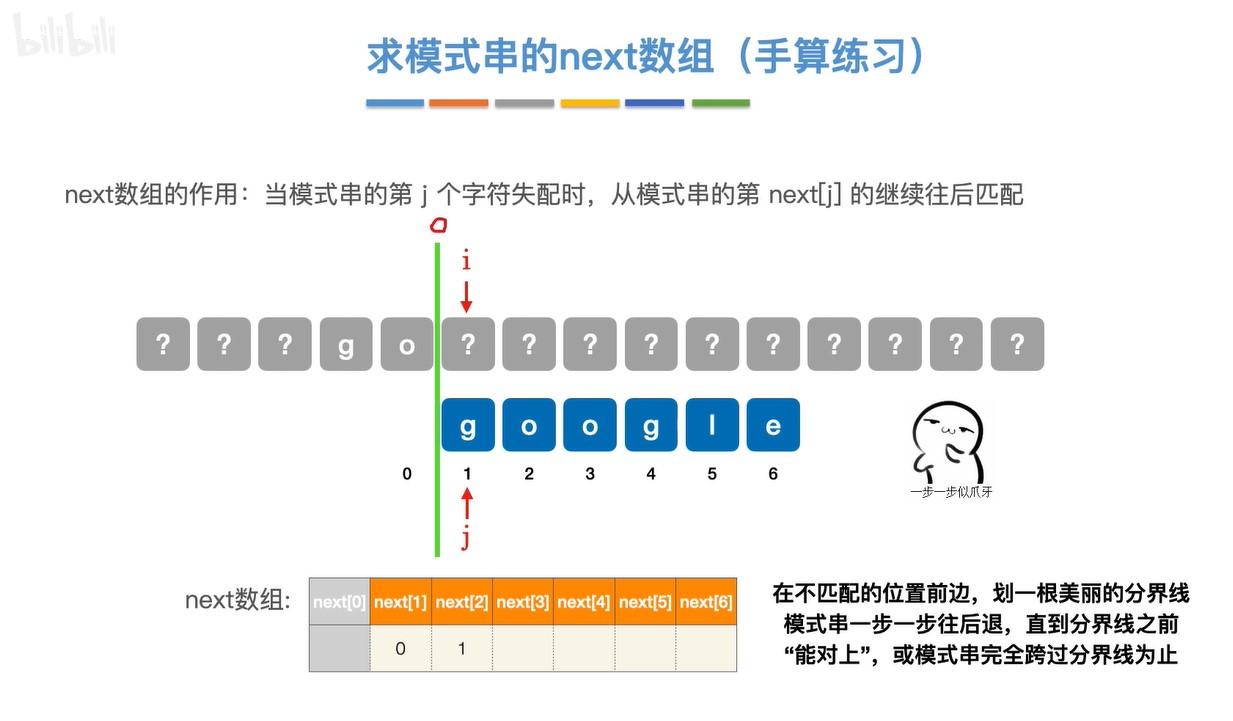 bilibili
求模式串的next数组（手算练习）
next数组的作用：当模式串的第 j 个字符失配时，从模式串的第 next[j] 的继续往后匹配
0
i
? ? ? g o ? ? ? ? ? ? ? ? ? ?
g o o g l e
0 1 2 3 4 5 6
j
一步一步似爪牙
next数组:
next[0] next[1] next[2] next[3] next[4] next[5] next[6]
0 1
在不匹配的位置前边，划一根美丽的分界线
模式串一步一步往后退，直到分界线之前
“能对上”，或模式串完全跨过分界线为止